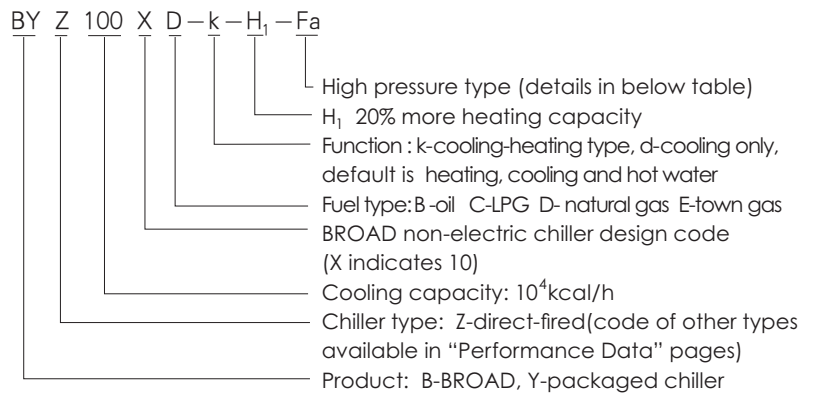 BY Z 100 X D-k-H₁-Fa
High pressure type (details in below table)
H₁ 20% more heating capacity
Function : k-cooling-heating type, d-cooling only,
default is heating, cooling and hot water
Fuel type:B-oil C-LPG D- natural gas E-town gas
BROAD non-electric chiller design code
(X indicates 10)
Cooling capacity: 10⁴kcal/h
Chiller type: Z-direct-fired(code of other types
available in “Performance Data” pages)
Product: B-BROAD, Y-packaged chiller